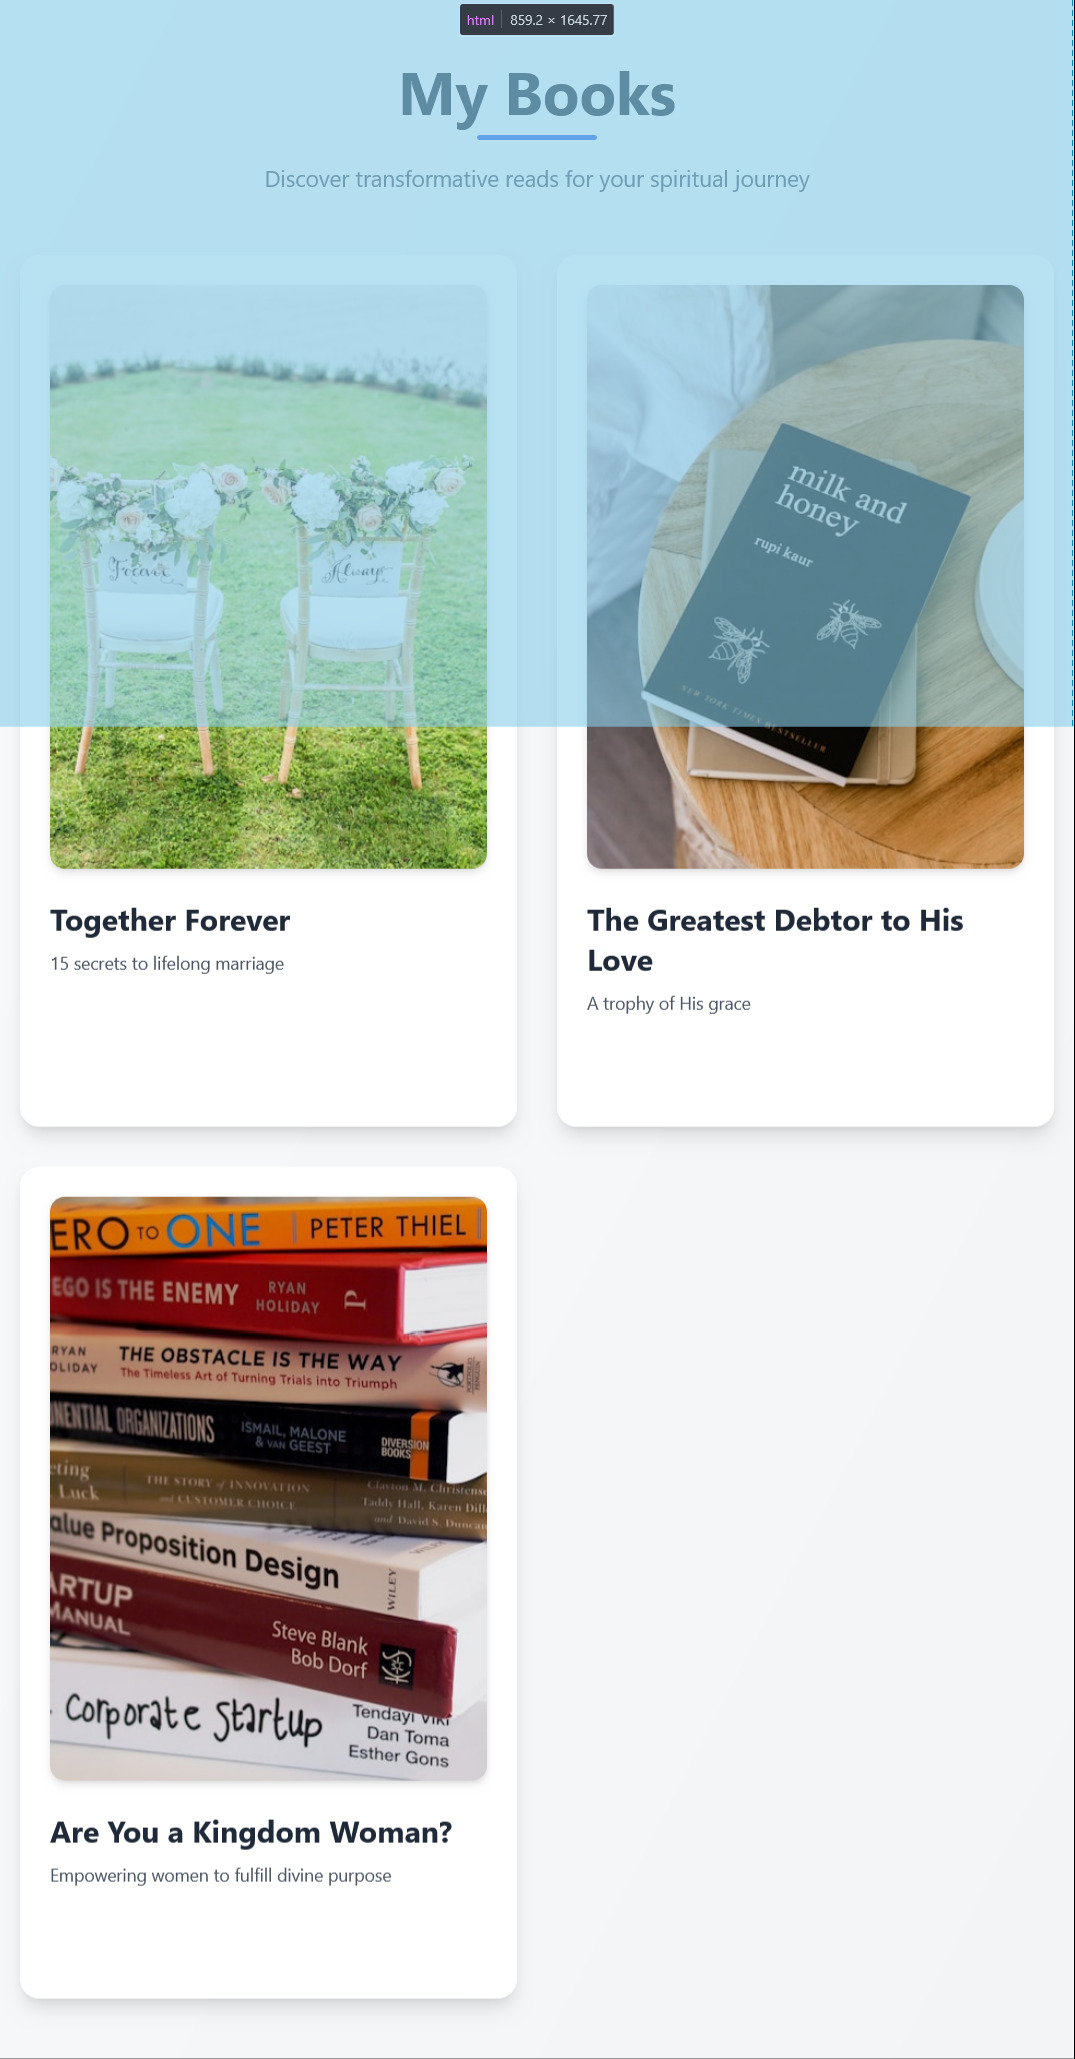 html 859.2 × 1645.77
My Books
Discover transformative reads for your spiritual journey
Forever
Always
milk and
honey
rupi kaur
NEW YORK TIMES BESTSELLER
Together Forever
15 secrets to lifelong marriage
The Greatest Debtor to His
Love
A trophy of His grace
ERO TO ONE PETER THIEL
EGO IS THE ENEMY RYAN
HOLIDAY P
RYAN
OLIDAY THE OBSTACLE IS THE WAY
The Timeless Art of Turning Trials into Triumph
PORTFOLIO
PENGUIN
NENTIAL ORGANIZATIONS ISMAIL, MALONE
& VAN GEEST DIVERSION
BOOKS
eting
Luck THE STORY of INNOVATION
and CUSTOMER CHOICE Clayton M. Christense
Taddy Hall, Karen Dill
and David S. Duncan
alue Proposition Design WILEY
ARTUP
MANUAL Steve Blank
Bob Dorf
Corporate Startup Tendayi Viki
Dan Toma
Esther Gons
Are You a Kingdom Woman?
Empowering women to fulfill divine purpose